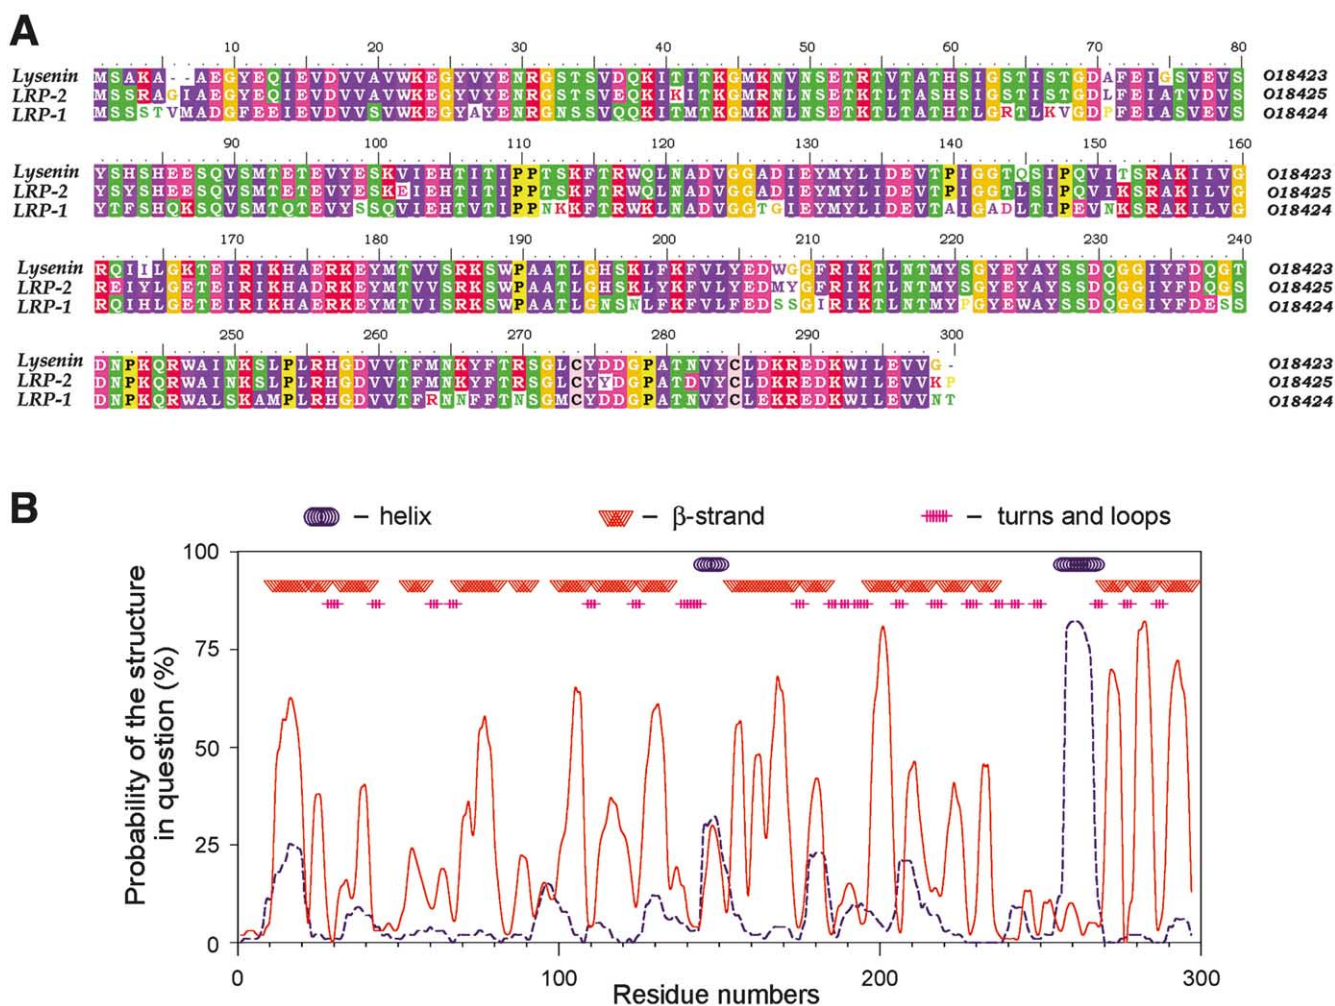 A
10 20 30 40 50 60 70 80
Lysenin MSAKA--AEGYEQIEVDVVAVWKEGYVYENRGSTSVDQKITITKGMKNVNSETRTVTATHSIGSTISTGDAFEIGSVEVS O18423
LRP-2 MSSRAGIAEGYEQIEVDVVAVWKEGYVYENRGSTSVEQKIKITKGMRNLNSETKTLTASHSIGSTISTGDLFEIATVDVS O18425
LRP-1 MSSSTVMADGFEEIEVDVVSVWKEGYAYENRGNSSVQQKITMTKGMKNLNSETKTLTATHTLGRTLKVGDPFEIASVEVS O18424
90 100 110 120 130 140 150 160
Lysenin YSHSHEESQVSMTETEVYESKVIEHTITIPPTSKFTRWQLNADVGGADIEYMYLIDEVTPIGGTQSIPQVITSRAKIIVG O18423
LRP-2 YSYSHEESQVSMTETEVYESKEIEHTITIPPTSKFTRWQLNADVGGADIEYMYLIDEVTPIGGTLSIPQVIKSRAKILVG O18425
LRP-1 YTFSHQKSQVSMTQTEVYSSQVIEHTVTIPPNKKFTRWKLNADVGGTGIEYMYLIDEVTAIGADLTIPEVNKSRAKILVG O18424
170 180 190 200 210 220 230 240
Lysenin RQIILGKTEIRIKHAERKEYMTVVSRKSWPAATLGHSKLFKFVLYEDWGGFRIKTLNTMYSGYEYAYSSDQGGIYFDQGT O18423
LRP-2 REIYLGETEIRIKHADRKEYMTVVSRKSWPAATLGHSKLYKFVLYEDMYGFRIKTLNTMYSGYEYAYSSDQGGIYFDQGS O18425
LRP-1 RQIHLGKTEIRIKHAERKEYMTVISRKSWPAATLGNSNLFKFVLFEDSSGIRIKTLNTMYPGYEWAYSSDQGGIYFDESS O18424
250 260 270 280 290 300
Lysenin DNPKQRWAINKSLPLRHGDVVTFMNKYFTRSGLCYDDGPATNVYCLDKREDKWILEVVG- O18423
LRP-2 DNPKQRWAINKSLPLRHGDVVTFMNKYFTRSGLCYYDGPATDVYCLDKREDKWILEVVKP O18425
LRP-1 DNPKQRWALSKAMPLRHGDVVTFRNNFFTNSGMCYDDGPATNVYCLEKREDKWILEVVNT O18424
B
– helix – β-strand – turns and loops
Probability of the structure
in question (%)
100
75
50
25
0
0 100 200 300
Residue numbers